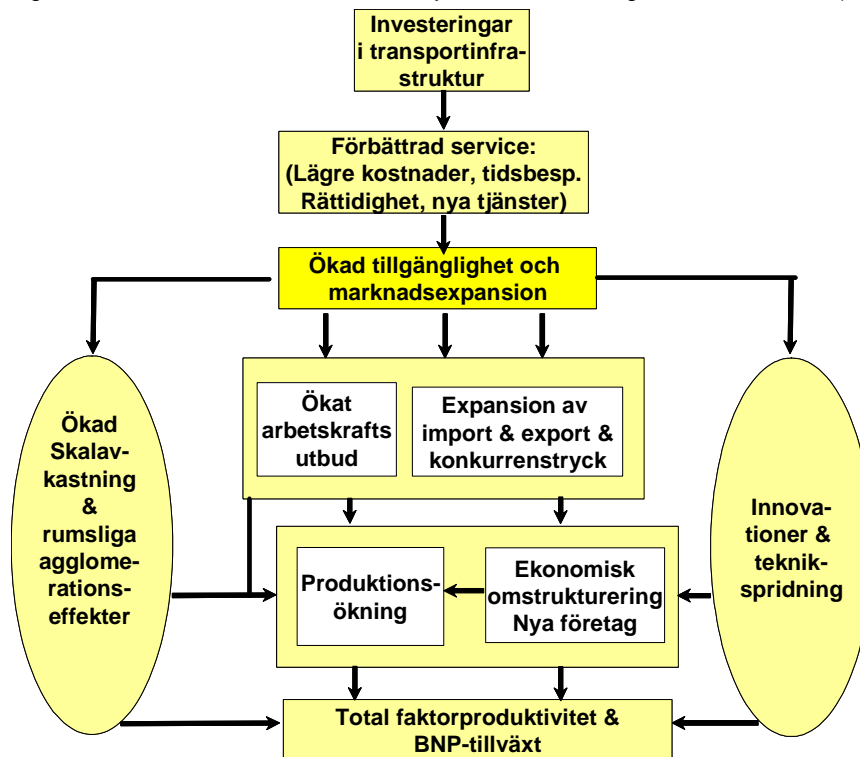 Investeringar
i transportinfra-
struktur
Förbättrad service:
(Lägre kostnader, tidsbesp.
Rättidighet, nya tjänster)
Ökad tillgänglighet och
marknadsexpansion
Ökad
Skalav-
kastning
&
rumsliga
agglome-
rations-
effekter
Ökat
arbetskrafts
utbud
Expansion av
import & export &
konkurrenstryck
Innova-
tioner &
teknik-
spridning
Produktions-
ökning
Ekonomisk
omstrukturering
Nya företag
Total faktorproduktivitet &
BNP-tillväxt